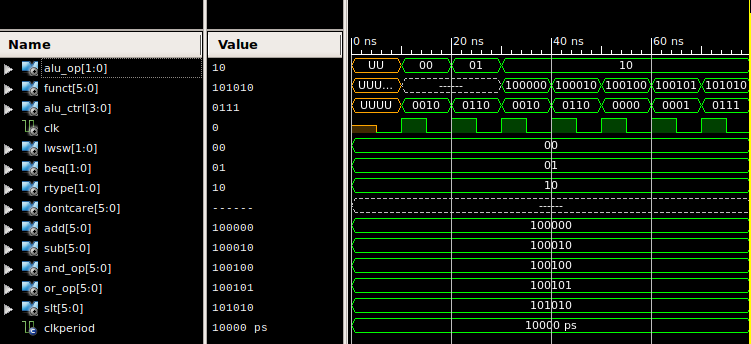 0 ns 20 ns 40 ns 60 ns
Name Value
alu_op[1:0] 10 UU 00 01 10
funct[5:0] 101010 UUU... ------ 100000 100010 100100 100101 101010
alu_ctrl[3:0] 0111 UUUU 0010 0110 0010 0110 0000 0001 0111
clk 0
lwsw[1:0] 00 00
beq[1:0] 01 01
rtype[1:0] 10 10
dontcare[5:0] ------ ------
add[5:0] 100000 100000
sub[5:0] 100010 100010
and_op[5:0] 100100 100100
or_op[5:0] 100101 100101
slt[5:0] 101010 101010
clkperiod 10000 ps 10000 ps